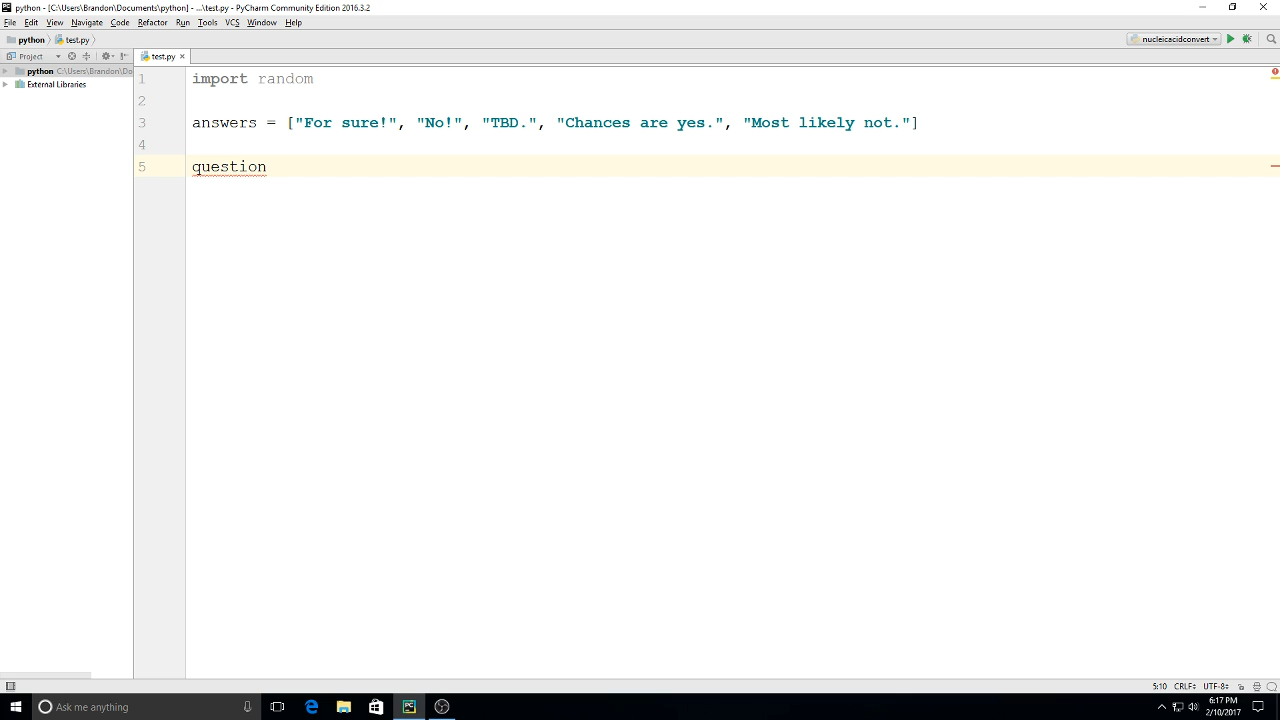 python - [C:\Users\Brandon\Documents\python] - ...\test.py - PyCharm Community Edition 2016.3.2
File Edit View Navigate Code Refactor Run Tools VCS Window Help
python test.py nucleicacidconvert
Project test.py
python C:\Users\Brandon\Do
External Libraries
1 import random
2
3 answers = ["For sure!", "No!", "TBD.", "Chances are yes.", "Most likely not."]
4
5 question
5:10 CRLF UTF-8
Ask me anything
6:17 PM
2/10/2017